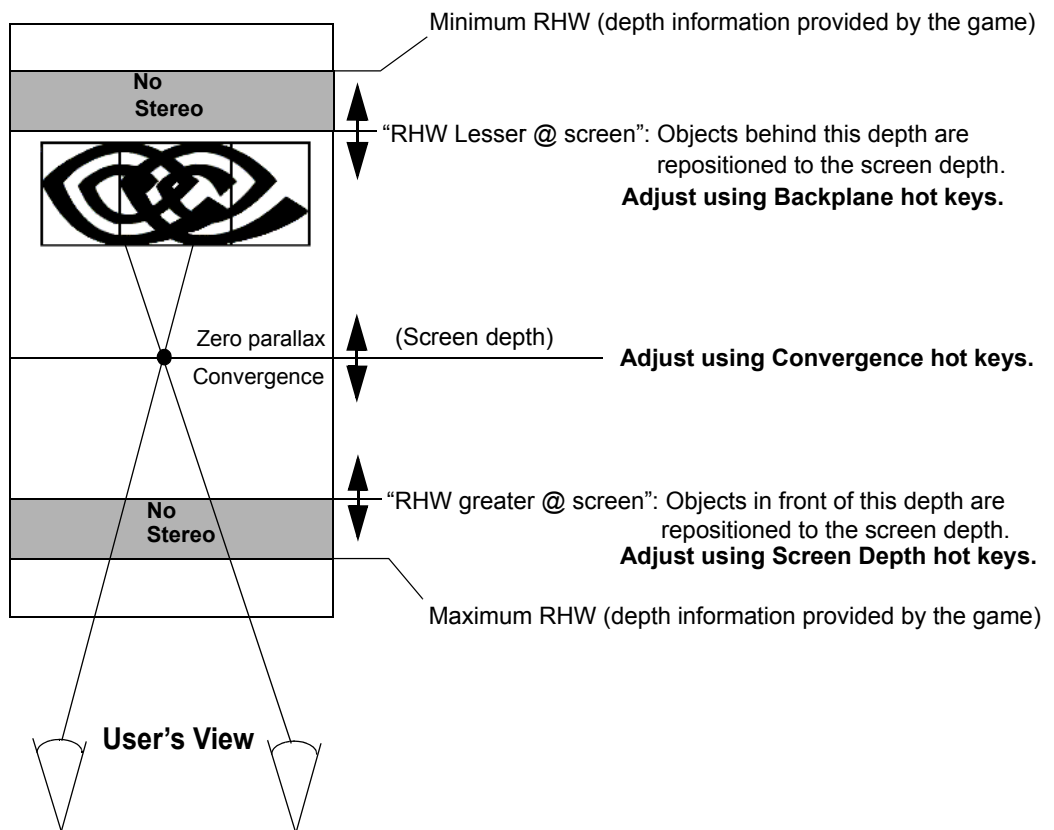 Minimum RHW (depth information provided by the game)
No
Stereo
“RHW Lesser @ screen”: Objects behind this depth are
repositioned to the screen depth.
Adjust using Backplane hot keys.
Zero parallax
(Screen depth)
Adjust using Convergence hot keys.
Convergence
“RHW greater @ screen”: Objects in front of this depth are
repositioned to the screen depth.
Adjust using Screen Depth hot keys.
No
Stereo
Maximum RHW (depth information provided by the game)
User’s View